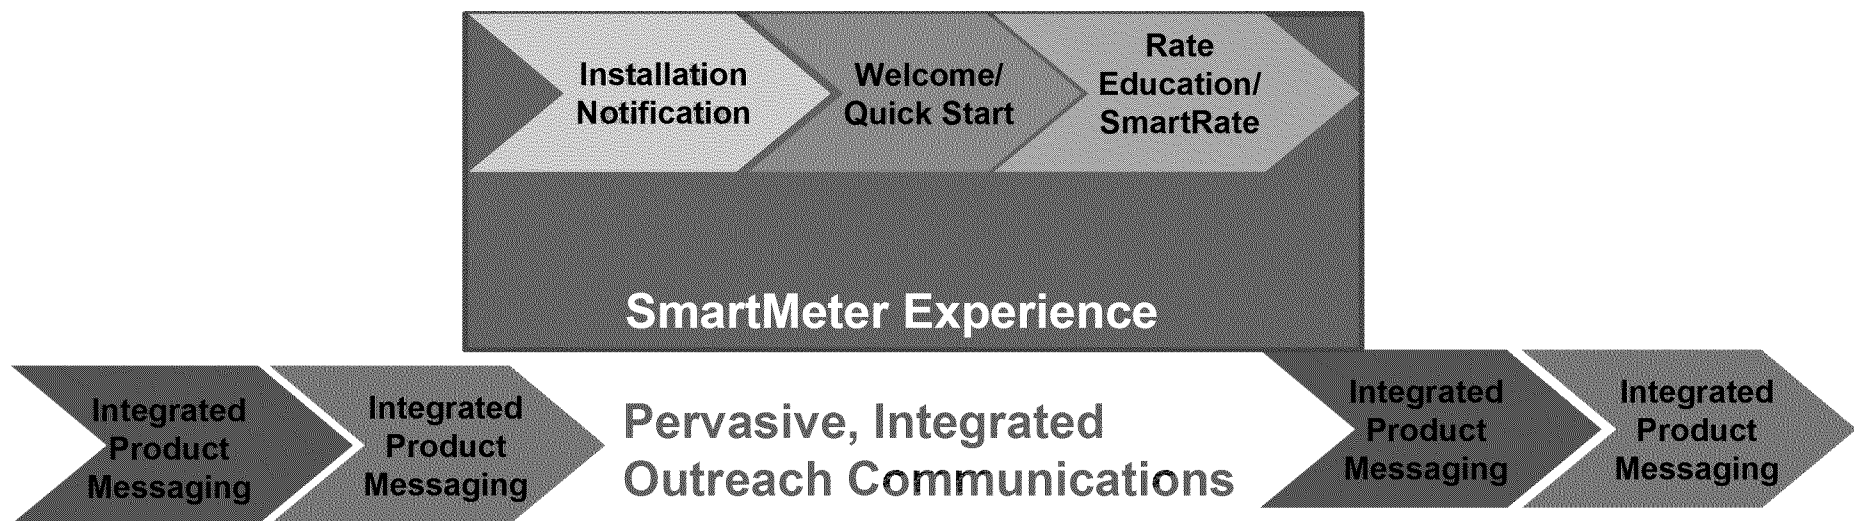 Installation
Notification
Welcome/
Quick Start
Rate
Education/
SmartRate
SmartMeter Experience
Integrated
Product
Messaging
Integrated
Product
Messaging
Pervasive, Integrated
Outreach Communications
Integrated
Product
Messaging
Integrated
Product
Messaging